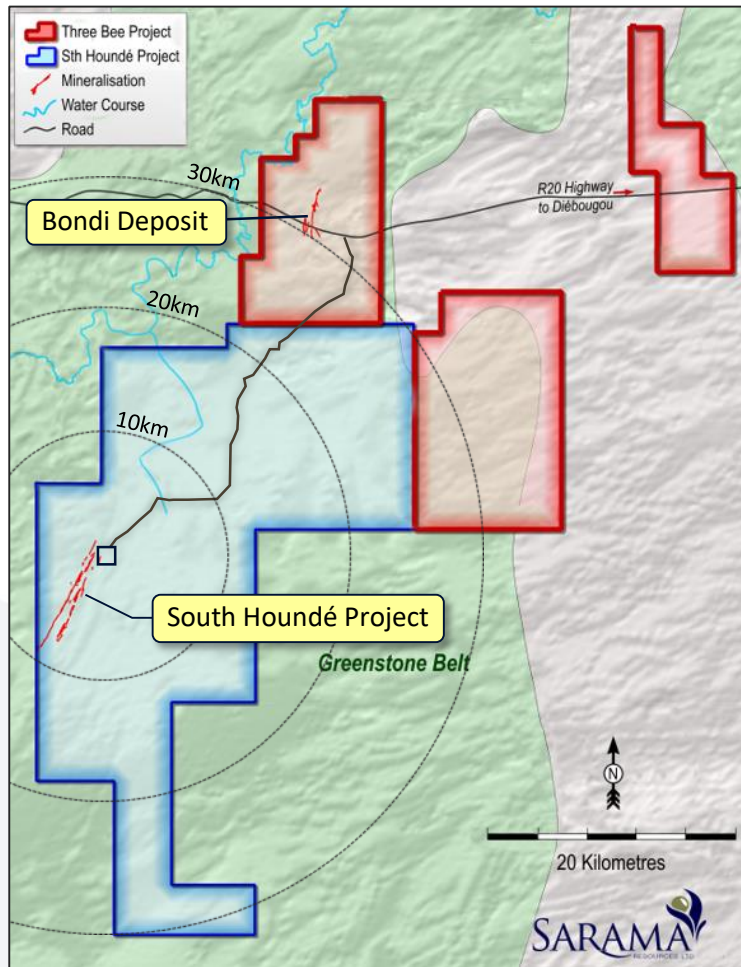 Three Bee Project
Sth Houndé Project
Mineralisation
Water Course
Road
30km
R20 Highway
to Diébougou
Bondi Deposit
20km
10km
South Houndé Project
Greenstone Belt
N
20 Kilometres
SARAMA
RESOURCES LTD